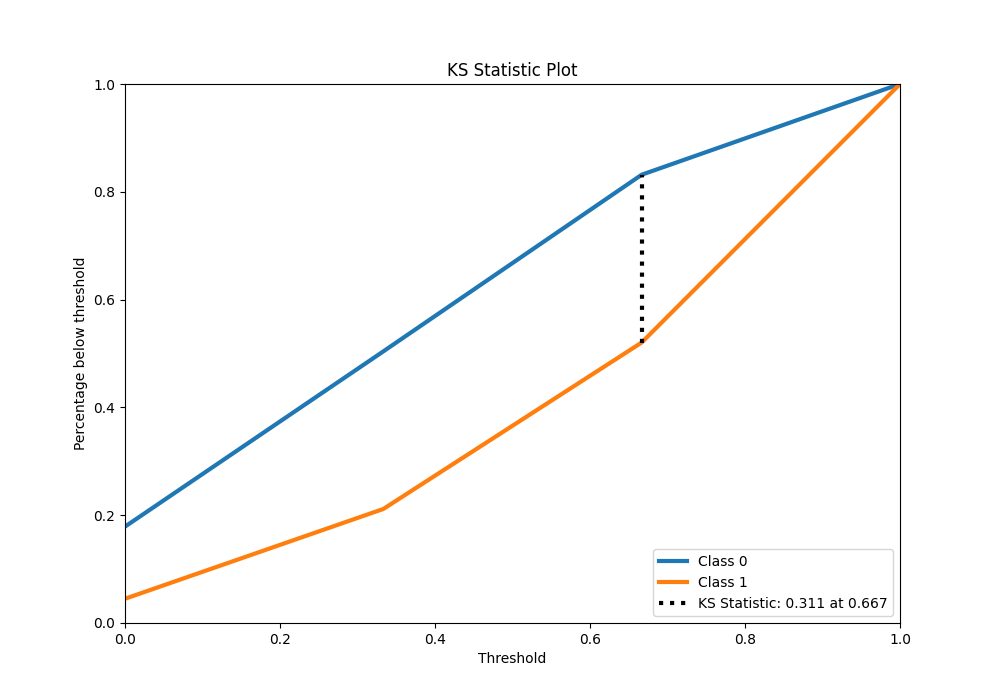 KS Statistic Plot
1.0
0.8
0.6
0.4
0.2
0.0
Percentage below threshold
0.0 0.2 0.4 0.6 0.8 1.0
Threshold
Class 0
Class 1
KS Statistic: 0.311 at 0.667